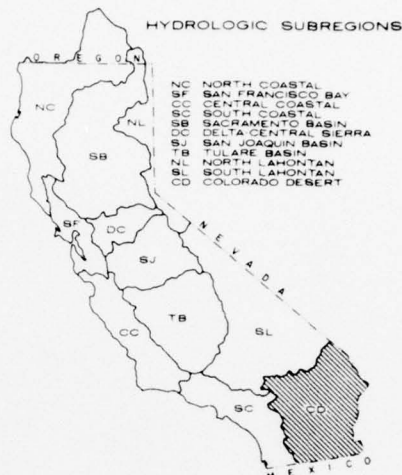 HYDROLOGIC SUBREGIONS
OREGON
NC NORTH COASTAL
SF SAN FRANCISCO BAY
CC CENTRAL COASTAL
SC SOUTH COASTAL
SB SACRAMENTO BASIN
DC DELTA-CENTRAL SIERRA
SJ SAN JOAQUIN BASIN
TB TULARE BASIN
NL NORTH LAHONTAN
SL SOUTH LAHONTAN
CD COLORADO DESERT
NC
NL
SB
SF
DC
NEVADA
SJ
CC
TB
SL
SC
CD
MEXICO